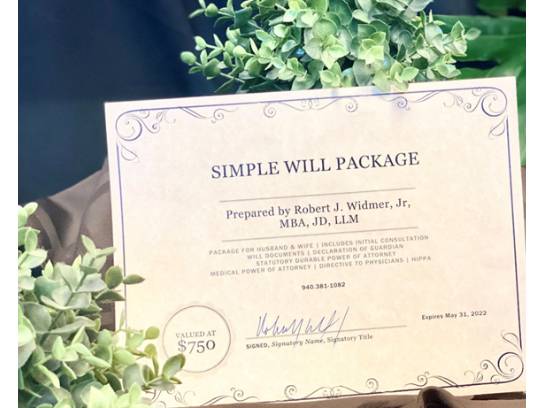 SIMPLE WILL PACKAGE
Prepared by Robert J. Widmer, Jr,
MBA, JD, LLM
PACKAGE FOR HUSBAND & WIFE | INCLUDES INITIAL CONSULTATION
WILL DOCUMENTS | DECLARATION OF GUARDIAN
STATUTORY DURABLE POWER OF ATTORNEY
MEDICAL POWER OF ATTORNEY | DIRECTIVE TO PHYSICIANS | HIPPA
940.381-1082
VALUED AT
$750
SIGNED, Signatory Name, Signatory Title
Expires May 31, 2022